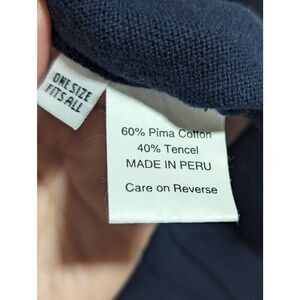 ONE SIZE
FITS ALL
60% Pima Cotton
40% Tencel
MADE IN PERU
Care on Reverse